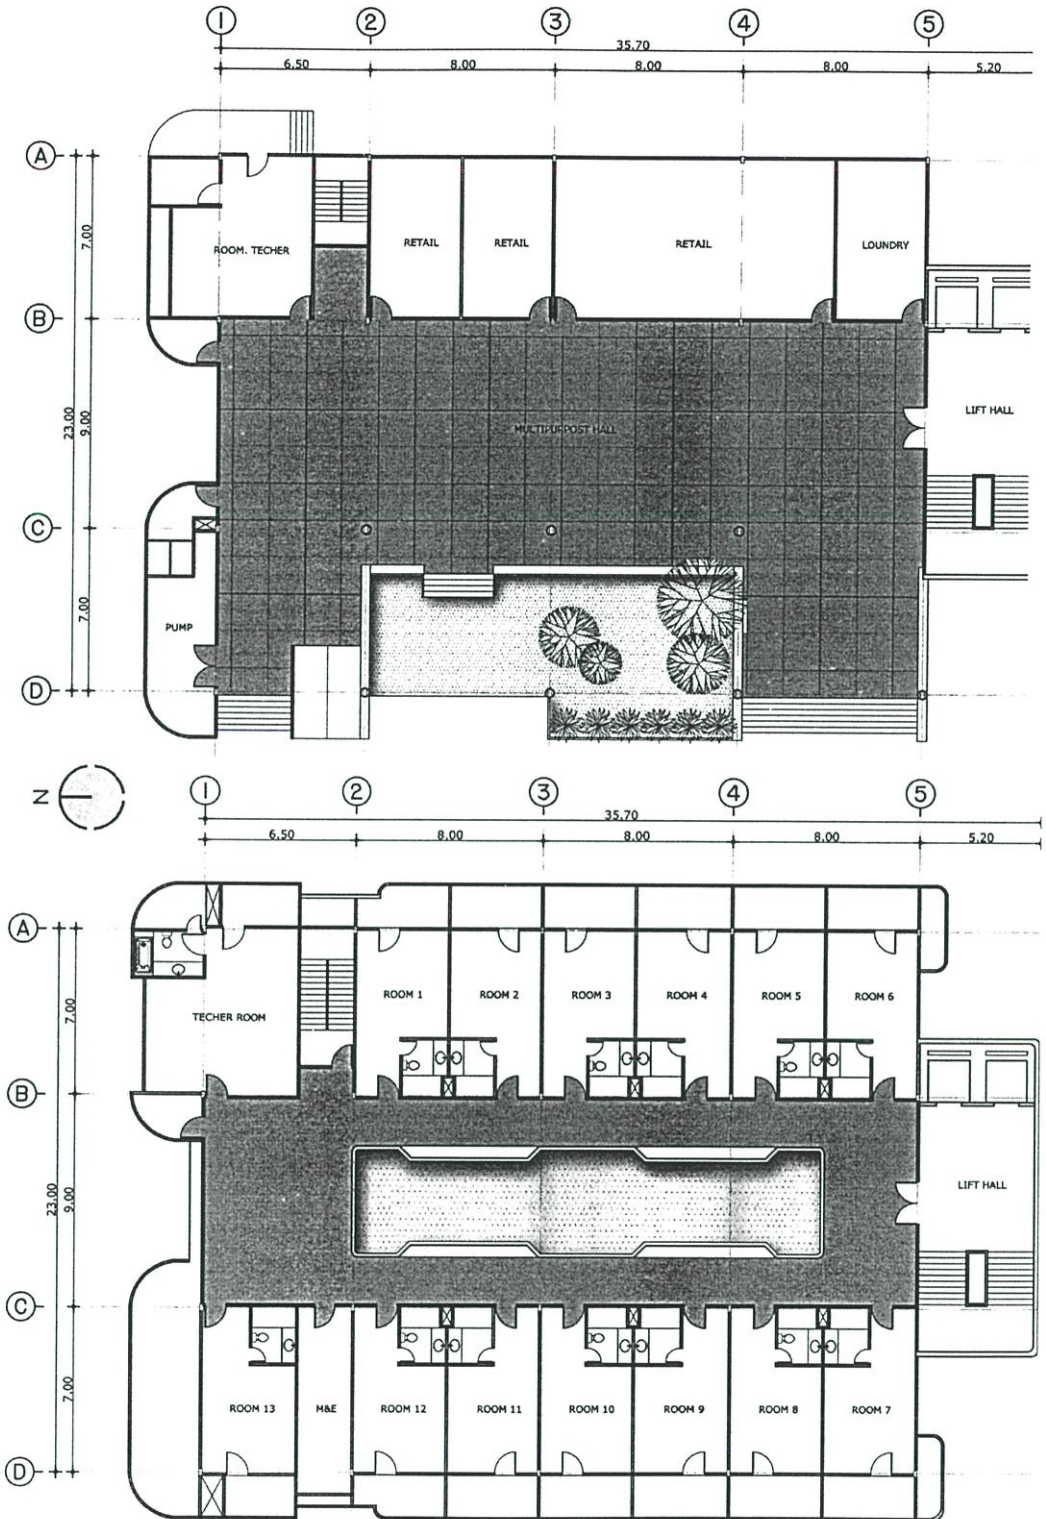 1 2 3 4 5
35.70
6.50 8.00 8.00 8.00 5.20
A
7.00
ROOM. TECHER RETAIL RETAIL RETAIL LOUNDRY
B
23.00
9.00
LIFT HALL
MULTIPURPOST HALL
C
7.00
PUMP
D
N
1 2 3 4 5
35.70
6.50 8.00 8.00 8.00 5.20
A
7.00
ROOM 1 ROOM 2 ROOM 3 ROOM 4 ROOM 5 ROOM 6
TECHER ROOM
B
23.00
9.00
LIFT HALL
C
7.00
ROOM 13 M&E ROOM 12 ROOM 11 ROOM 10 ROOM 9 ROOM 8 ROOM 7
D